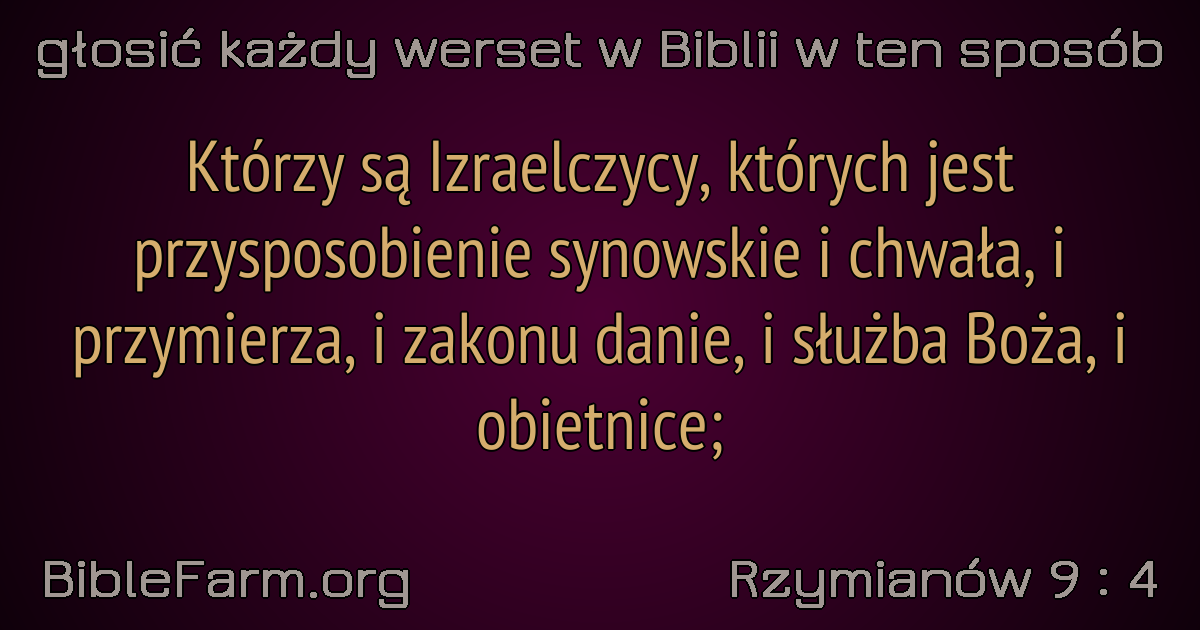 głosić każdy werset w Biblii w ten sposób
Którzy są Izraelczycy, których jest
przysposobienie synowskie i chwała, i
przymierza, i zakonu danie, i służba Boża, i
obietnice;
BibleFarm.org
Rzymianów 9 : 4